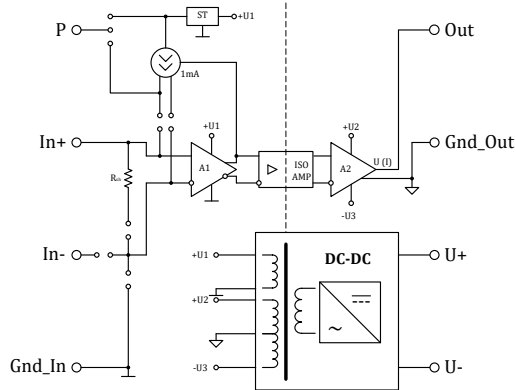 P
ST
+U1
1mA
Out
In+
+U1
A1
ISO
AMP
+U2
A2
U (I)
Gnd_Out
-U3
In-
+U1
DC-DC
U+
+U2
Gnd_In
-U3
U-